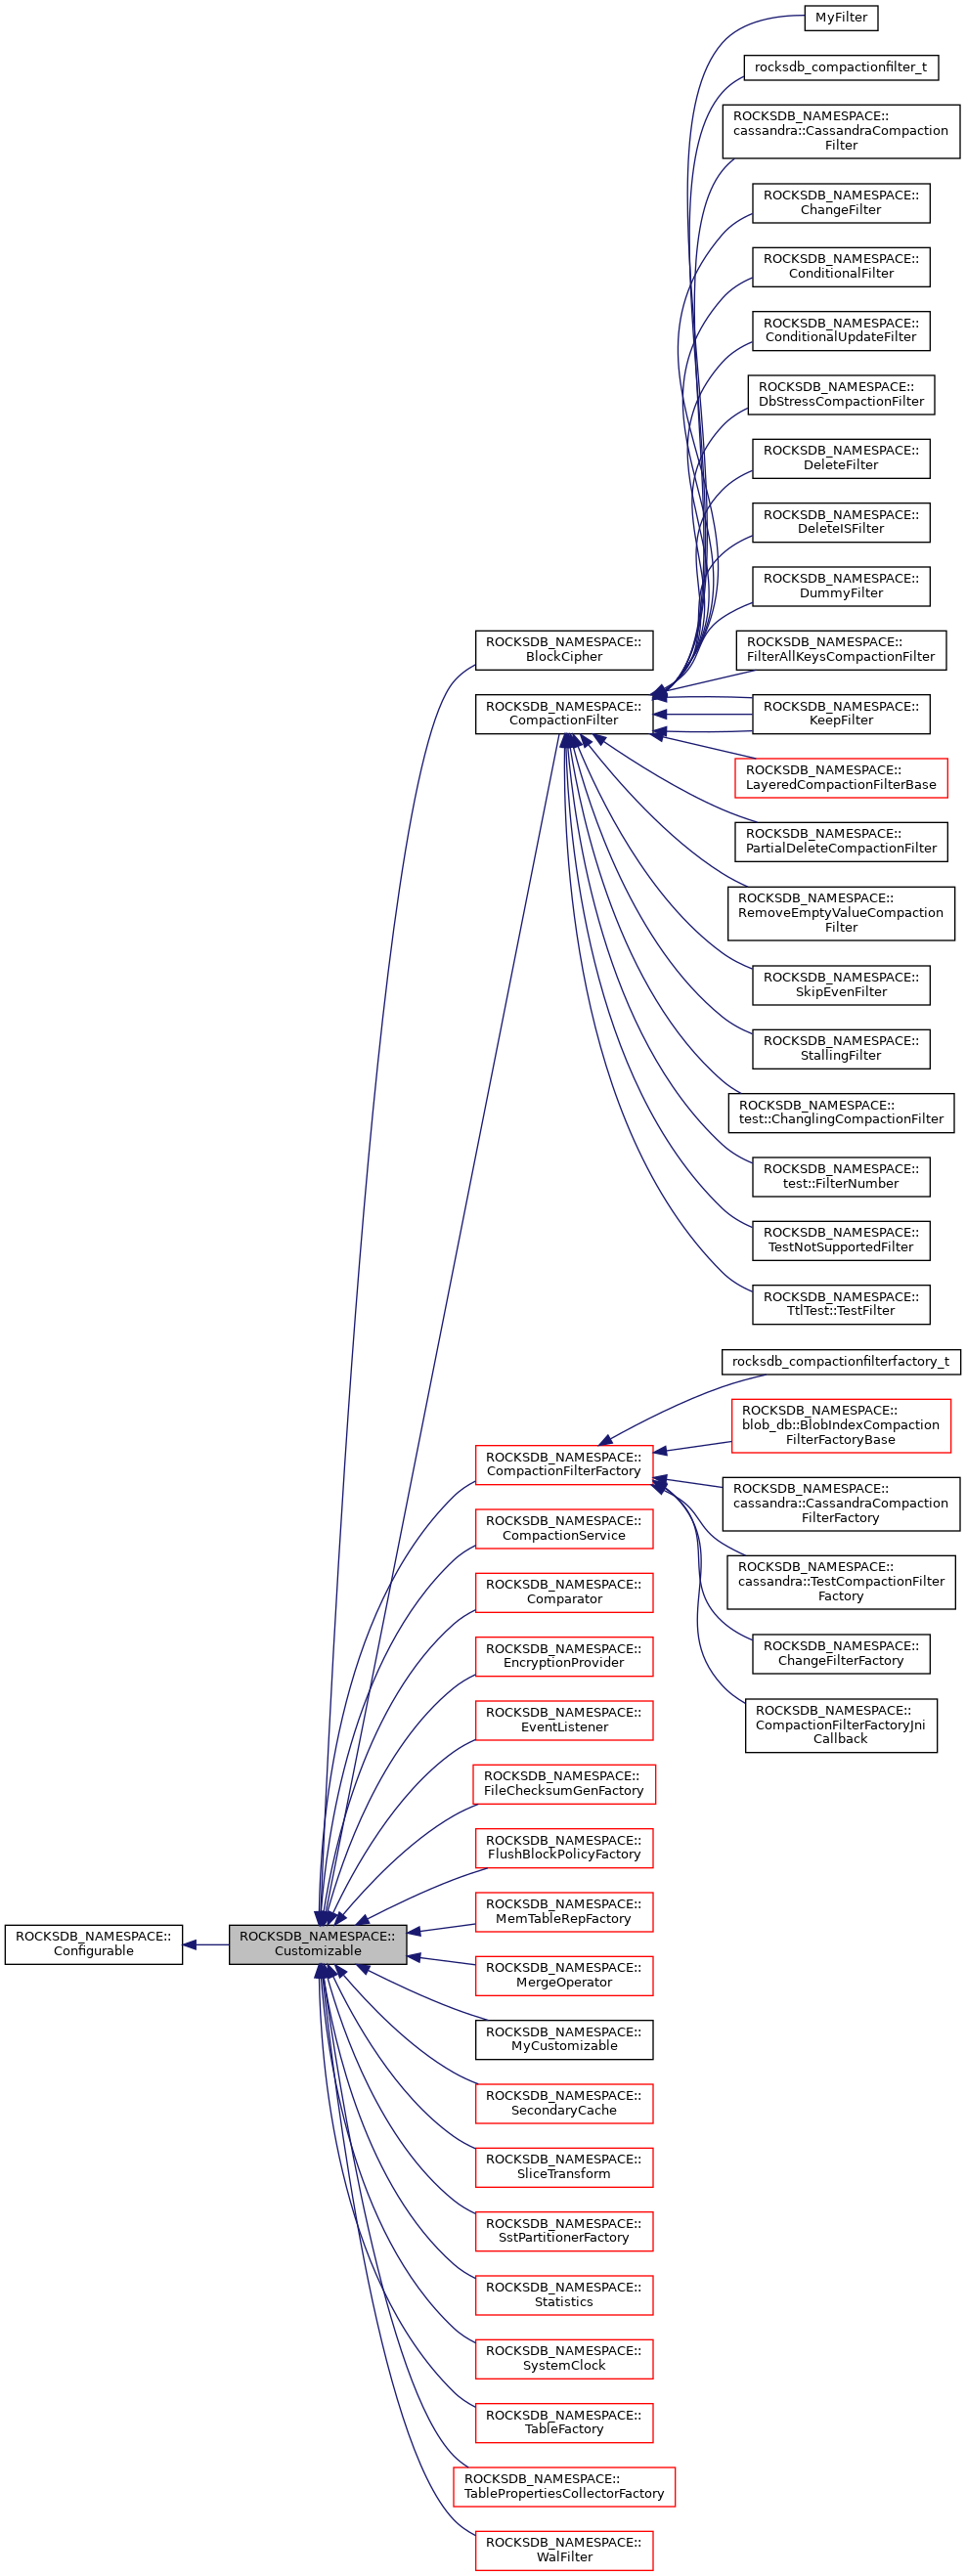 MyFilter
rocksdb_compactionfilter_t
ROCKSDB_NAMESPACE::
cassandra::CassandraCompaction
Filter
ROCKSDB_NAMESPACE::
ChangeFilter
ROCKSDB_NAMESPACE::
ConditionalFilter
ROCKSDB_NAMESPACE::
ConditionalUpdateFilter
ROCKSDB_NAMESPACE::
DbStressCompactionFilter
ROCKSDB_NAMESPACE::
DeleteFilter
ROCKSDB_NAMESPACE::
DeleteISFilter
ROCKSDB_NAMESPACE::
DummyFilter
ROCKSDB_NAMESPACE::
BlockCipher
ROCKSDB_NAMESPACE::
FilterAllKeysCompactionFilter
ROCKSDB_NAMESPACE::
CompactionFilter
ROCKSDB_NAMESPACE::
KeepFilter
ROCKSDB_NAMESPACE::
LayeredCompactionFilterBase
ROCKSDB_NAMESPACE::
PartialDeleteCompactionFilter
ROCKSDB_NAMESPACE::
RemoveEmptyValueCompaction
Filter
ROCKSDB_NAMESPACE::
SkipEvenFilter
ROCKSDB_NAMESPACE::
StallingFilter
ROCKSDB_NAMESPACE::
test::ChanglingCompactionFilter
ROCKSDB_NAMESPACE::
test::FilterNumber
ROCKSDB_NAMESPACE::
TestNotSupportedFilter
ROCKSDB_NAMESPACE::
TtlTest::TestFilter
rocksdb_compactionfilterfactory_t
ROCKSDB_NAMESPACE::
blob_db::BlobIndexCompaction
FilterFactoryBase
ROCKSDB_NAMESPACE::
CompactionFilterFactory
ROCKSDB_NAMESPACE::
cassandra::CassandraCompaction
FilterFactory
ROCKSDB_NAMESPACE::
CompactionService
ROCKSDB_NAMESPACE::
cassandra::TestCompactionFilter
Factory
ROCKSDB_NAMESPACE::
Comparator
ROCKSDB_NAMESPACE::
ChangeFilterFactory
ROCKSDB_NAMESPACE::
EncryptionProvider
ROCKSDB_NAMESPACE::
CompactionFilterFactoryJni
Callback
ROCKSDB_NAMESPACE::
EventListener
ROCKSDB_NAMESPACE::
FileChecksumGenFactory
ROCKSDB_NAMESPACE::
FlushBlockPolicyFactory
ROCKSDB_NAMESPACE::
MemTableRepFactory
ROCKSDB_NAMESPACE::
Configurable
ROCKSDB_NAMESPACE::
Customizable
ROCKSDB_NAMESPACE::
MergeOperator
ROCKSDB_NAMESPACE::
MyCustomizable
ROCKSDB_NAMESPACE::
SecondaryCache
ROCKSDB_NAMESPACE::
SliceTransform
ROCKSDB_NAMESPACE::
SstPartitionerFactory
ROCKSDB_NAMESPACE::
Statistics
ROCKSDB_NAMESPACE::
SystemClock
ROCKSDB_NAMESPACE::
TableFactory
ROCKSDB_NAMESPACE::
TablePropertiesCollectorFactory
ROCKSDB_NAMESPACE::
WalFilter